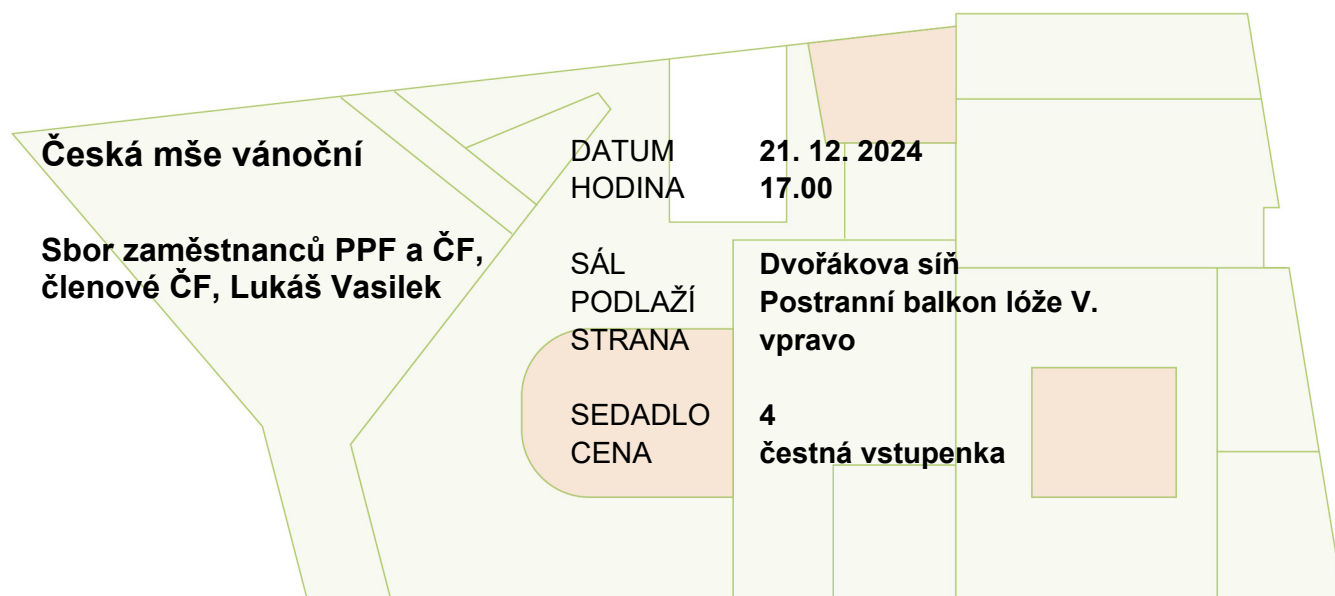 Česká mše vánoční
Sbor zaměstnanců PPF a ČF,
členové ČF, Lukáš Vasilek
DATUM 21. 12. 2024
HODINA 17.00
SÁL Dvořákova síň
PODLAŽÍ Postranní balkon lóže V.
STRANA vpravo
SEDADLO 4
CENA čestná vstupenka